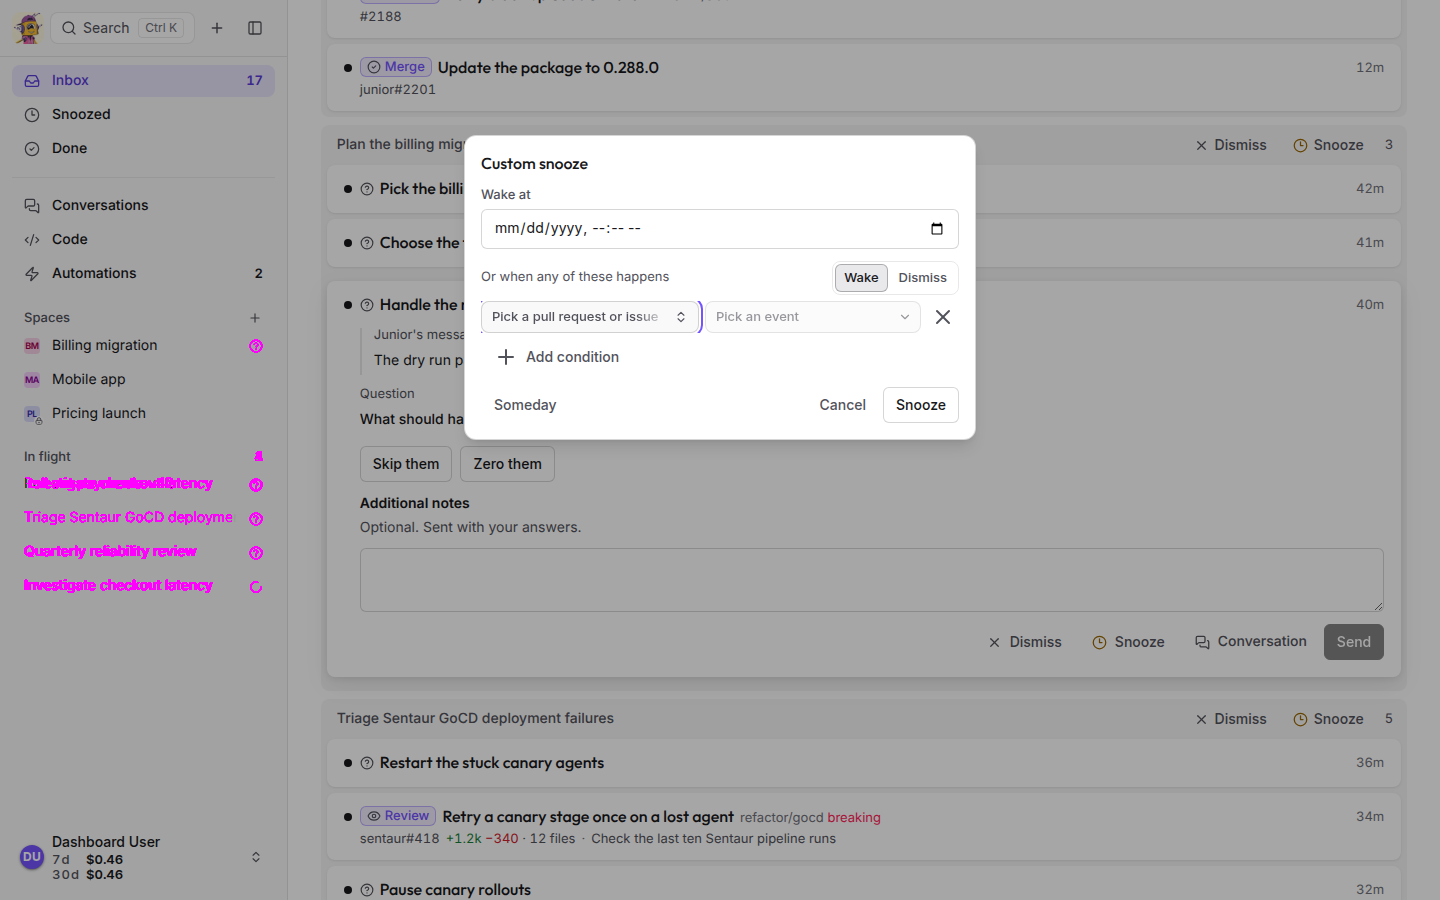 Search Ctrl K
Inbox 17
Snoozed
Done
Conversations
Code
Automations 2
Spaces
BM Billing migration
MA Mobile app
PL Pricing launch
In flight
Triage Sentaur GoCD deployme
Quarterly reliability review
Investigate checkout latency
DU Dashboard User
7d $0.46
30d $0.46
#2188
Merge Update the package to 0.288.0 12m
junior#2201
Plan the billing mig Dismiss Snooze 3
Pick the billi 42m
Choose the 41m
Handle the 40m
Junior's messa
The dry run p
Question
What should ha
Skip them Zero them
Additional notes
Optional. Sent with your answers.
Dismiss Snooze Conversation Send
Triage Sentaur GoCD deployment failures Dismiss Snooze 5
Restart the stuck canary agents 36m
Review Retry a canary stage once on a lost agent refactor/gocd breaking 34m
sentaur#418 +1.2k −340 · 12 files · Check the last ten Sentaur pipeline runs
Pause canary rollouts 32m
Custom snooze
Wake at
mm/dd/yyyy, --:-- --
Or when any of these happens Wake Dismiss
Pick a pull request or issue Pick an event
Add condition
Someday Cancel Snooze